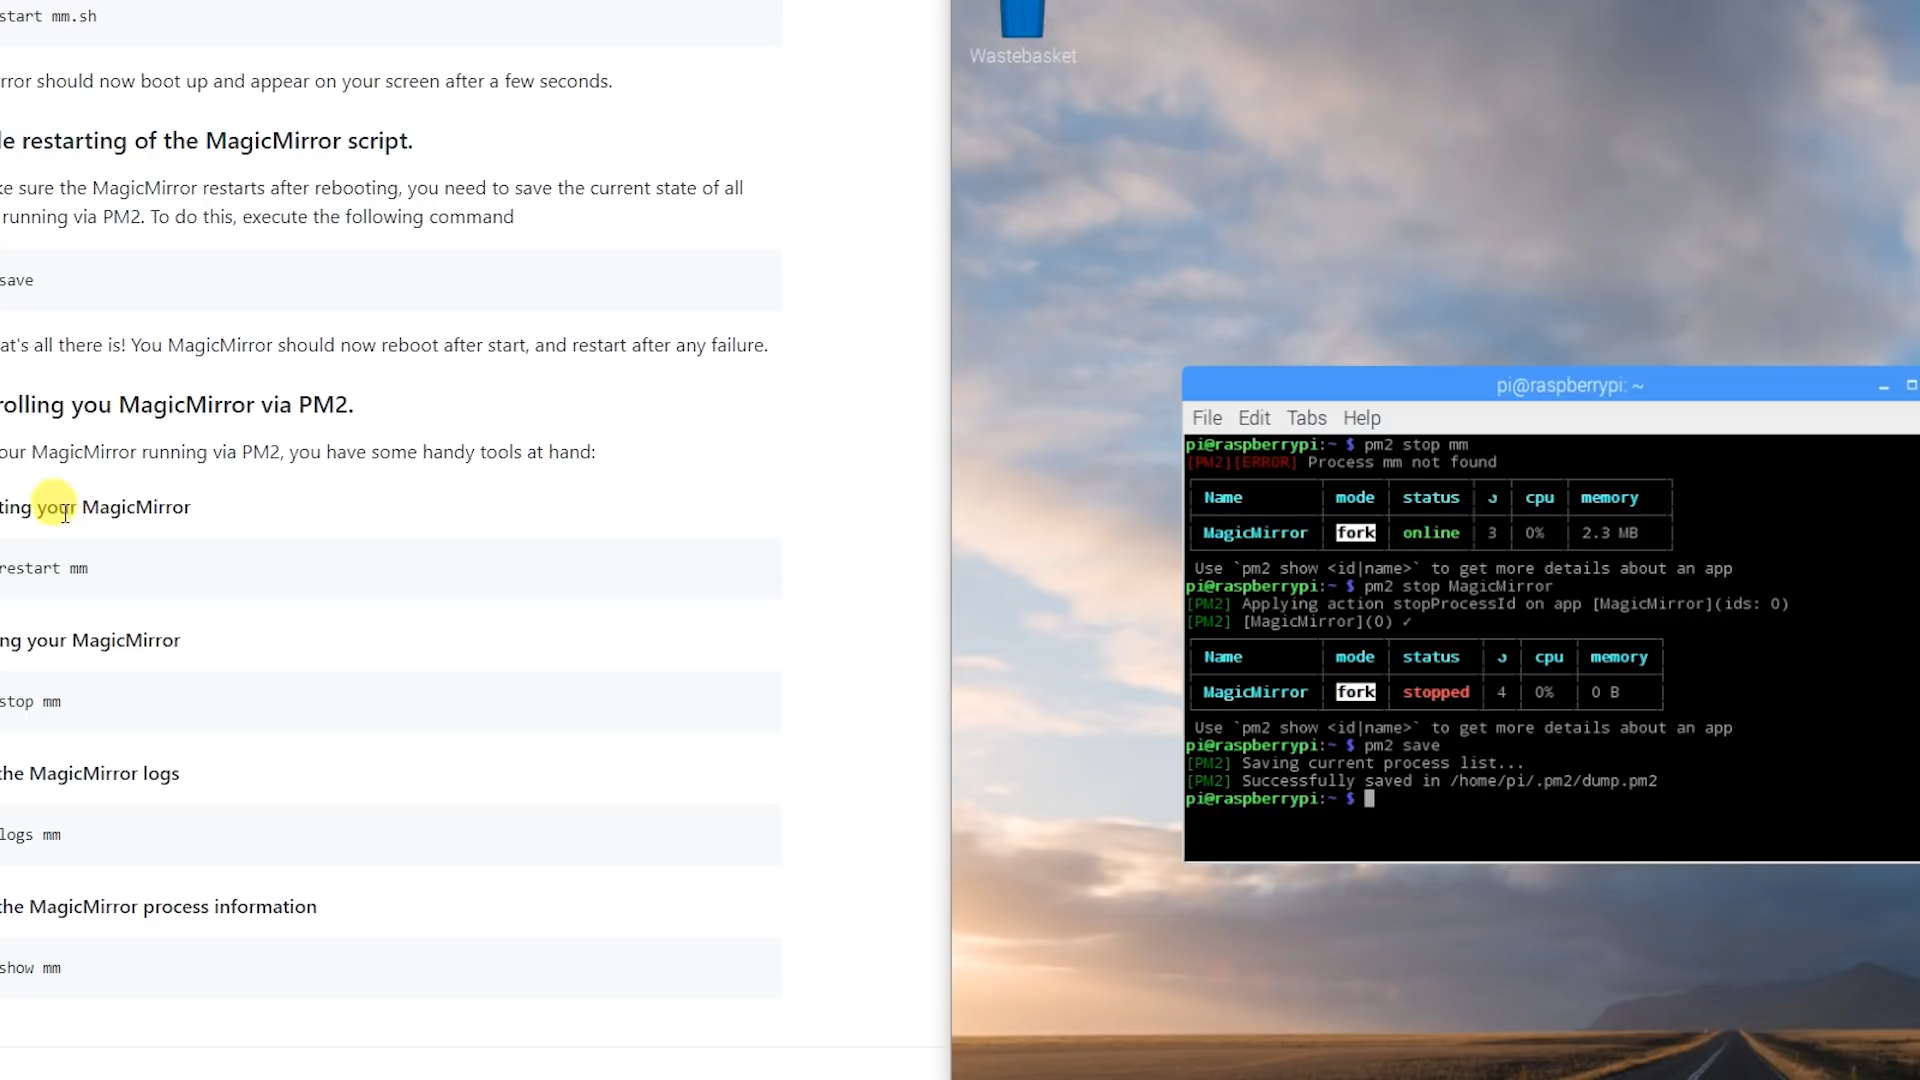 start mm.sh
rror should now boot up and appear on your screen after a few seconds.
le restarting of the MagicMirror script.
ke sure the MagicMirror restarts after rebooting, you need to save the current state of all
running via PM2. To do this, execute the following command
save
at's all there is! You MagicMirror should now reboot after start, and restart after any failure.
rolling you MagicMirror via PM2.
our MagicMirror running via PM2, you have some handy tools at hand:
ting your MagicMirror
restart mm
ng your MagicMirror
stop mm
the MagicMirror logs
logs mm
the MagicMirror process information
show mm
Wastebasket
pi@raspberrypi: ~
File Edit Tabs Help
pi@raspberrypi:~ $ pm2 stop mm
[PM2][ERROR] Process mm not found
Name mode status ↺ cpu memory
MagicMirror fork online 3 0% 2.3 MB
Use `pm2 show <id|name>` to get more details about an app
pi@raspberrypi:~ $ pm2 stop MagicMirror
[PM2] Applying action stopProcessId on app [MagicMirror](ids: 0)
[PM2] [MagicMirror](0) ✓
Name mode status ↺ cpu memory
MagicMirror fork stopped 4 0% 0 B
Use `pm2 show <id|name>` to get more details about an app
pi@raspberrypi:~ $ pm2 save
[PM2] Saving current process list...
[PM2] Successfully saved in /home/pi/.pm2/dump.pm2
pi@raspberrypi:~ $